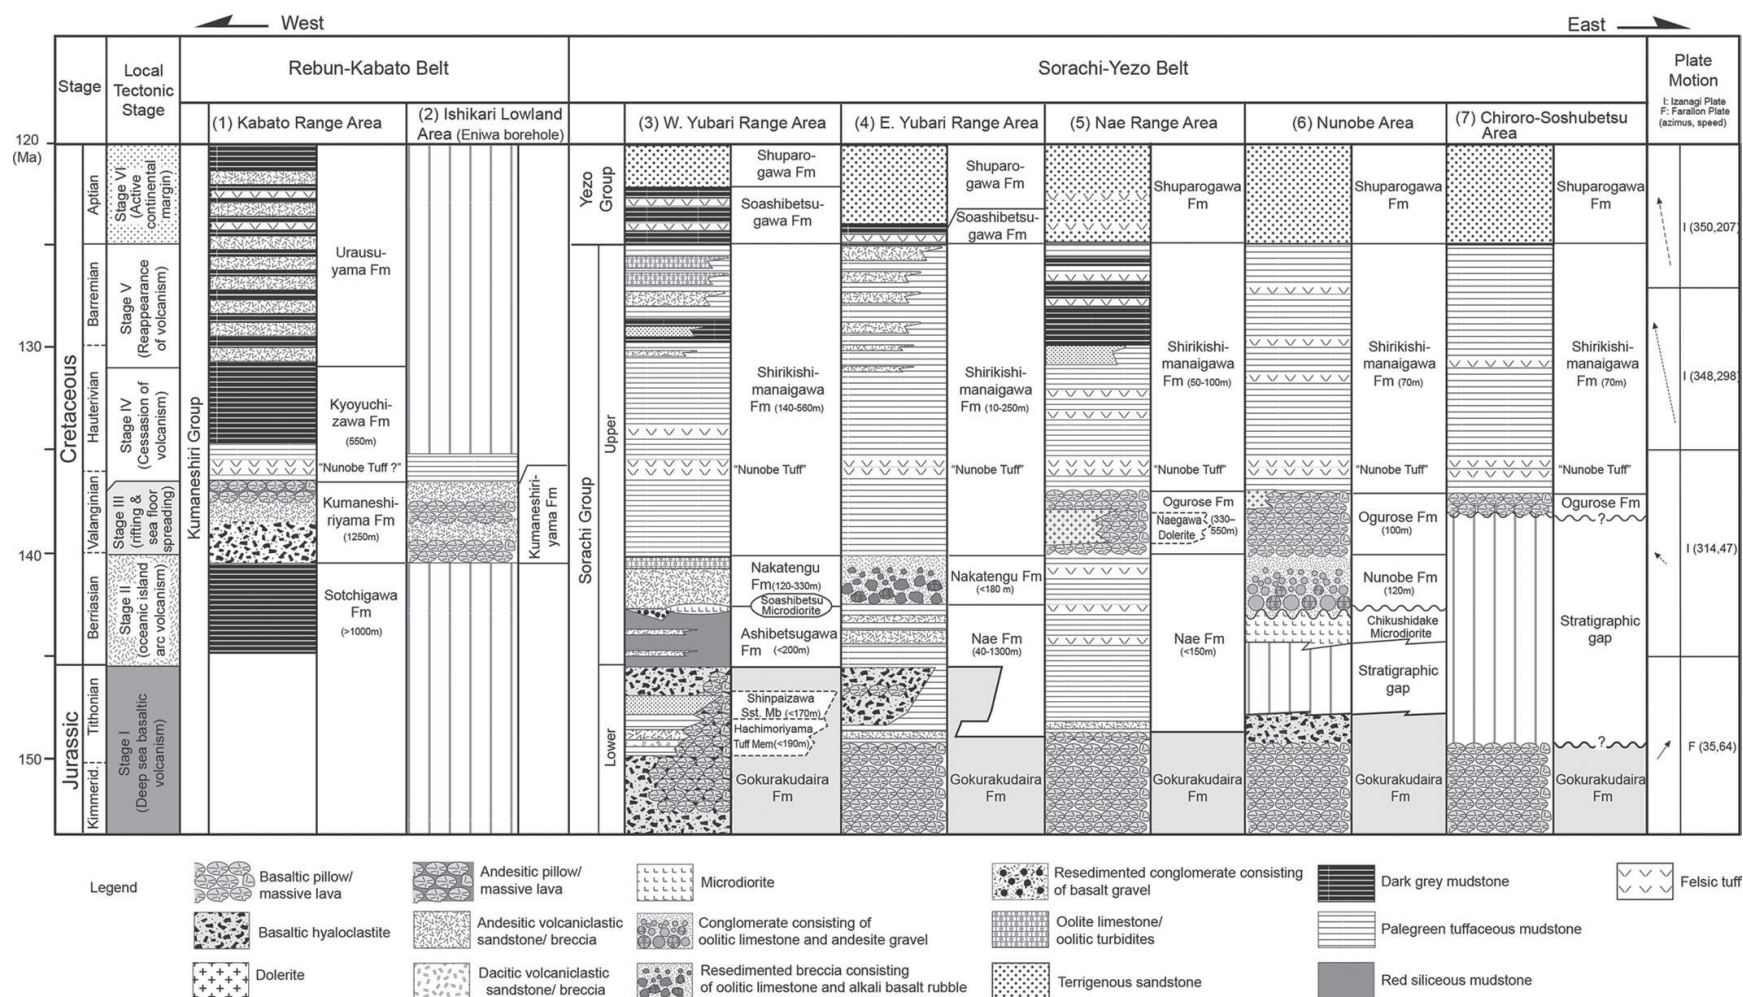 West
East
Stage
Local
Tectonic
Stage
Rebun-Kabato Belt
Sorachi-Yezo Belt
Plate
Motion
I: Izanagi Plate
F: Farallon Plate
(azimus, speed)
(1) Kabato Range Area
(2) Ishikari Lowland
Area (Eniwa borehole)
(3) W. Yubari Range Area
(4) E. Yubari Range Area
(5) Nae Range Area
(6) Nunobe Area
(7) Chiroro-Soshubetsu
Area
120
(Ma)
130
140
150
Cretaceous
Jurassic
Aptian
Barremian
Hauterivian
Valanginian
Berriasian
Tithonian
Kimmerid.
Stage VI
(Active
continental
margin)
Stage V
(Reappearance
of volcanism)
Stage IV
(Cessasion of
volcanism)
Stage III
(rifting &
sea floor
spreading)
Stage II
(oceanic island
arc volcanism)
Stage I
(Deep sea basaltic
volcanism)
Kumaneshiri Group
Urausu-
yama Fm
Kyoyuchi-
zawa Fm
(550m)
"Nunobe Tuff ?"
Kumaneshi-
riyama Fm
(1250m)
Sotchigawa
Fm
(>1000m)
Kumaneshiri-
yama Fm
Yezo
Group
Sorachi Group
Upper
Lower
Shuparo-
gawa Fm
Soashibetsu-
gawa Fm
Shirikishi-
manaigawa
Fm (140-560m)
"Nunobe Tuff"
Nakatengu
Fm(120-330m)
Soashibetsu
Microdiorite
Ashibetsugawa
Fm (<200m)
Shinpaizawa
Sst. Mb (<170m)
Hachimoriyama
Tuff Mem(<190m)
Gokurakudaira
Fm
Shuparo-
gawa Fm
Soashibetsu-
gawa Fm
Shirikishi-
manaigawa
Fm (10-250m)
"Nunobe Tuff"
Nakatengu Fm
(<180 m)
Nae Fm
(40-1300m)
Gokurakudaira
Fm
Shuparogawa
Fm
Shirikishi-
manaigawa
Fm (50-100m)
"Nunobe Tuff"
Ogurose Fm
Naegawa
Dolerite
(330–
550m)
Nae Fm
(<150m)
Gokurakudaira
Fm
Shuparogawa
Fm
Shirikishi-
manaigawa
Fm (70m)
"Nunobe Tuff"
Ogurose Fm
(100m)
Nunobe Fm
(120m)
Chikushidake
Microdiorite
Stratigraphic
gap
Gokurakudaira
Fm
Shuparogawa
Fm
Shirikishi-
manaigawa
Fm (70m)
"Nunobe Tuff"
Ogurose Fm
?
Stratigraphic
gap
?
Gokurakudaira
Fm
I (350,207)
I (348,298)
I (314,47)
F (35,64)
Legend
Basaltic pillow/
massive lava
Andesitic pillow/
massive lava
Microdiorite
Resedimented conglomerate consisting
of basalt gravel
Dark grey mudstone
Felsic tuff
Basaltic hyaloclastite
Andesitic volcaniclastic
sandstone/ breccia
Conglomerate consisting of
oolitic limestone and andesite gravel
Oolite limestone/
oolitic turbidites
Palegreen tuffaceous mudstone
Dolerite
Dacitic volcaniclastic
sandstone/ breccia
Resedimented breccia consisting
of oolitic limestone and alkali basalt rubble
Terrigenous sandstone
Red siliceous mudstone